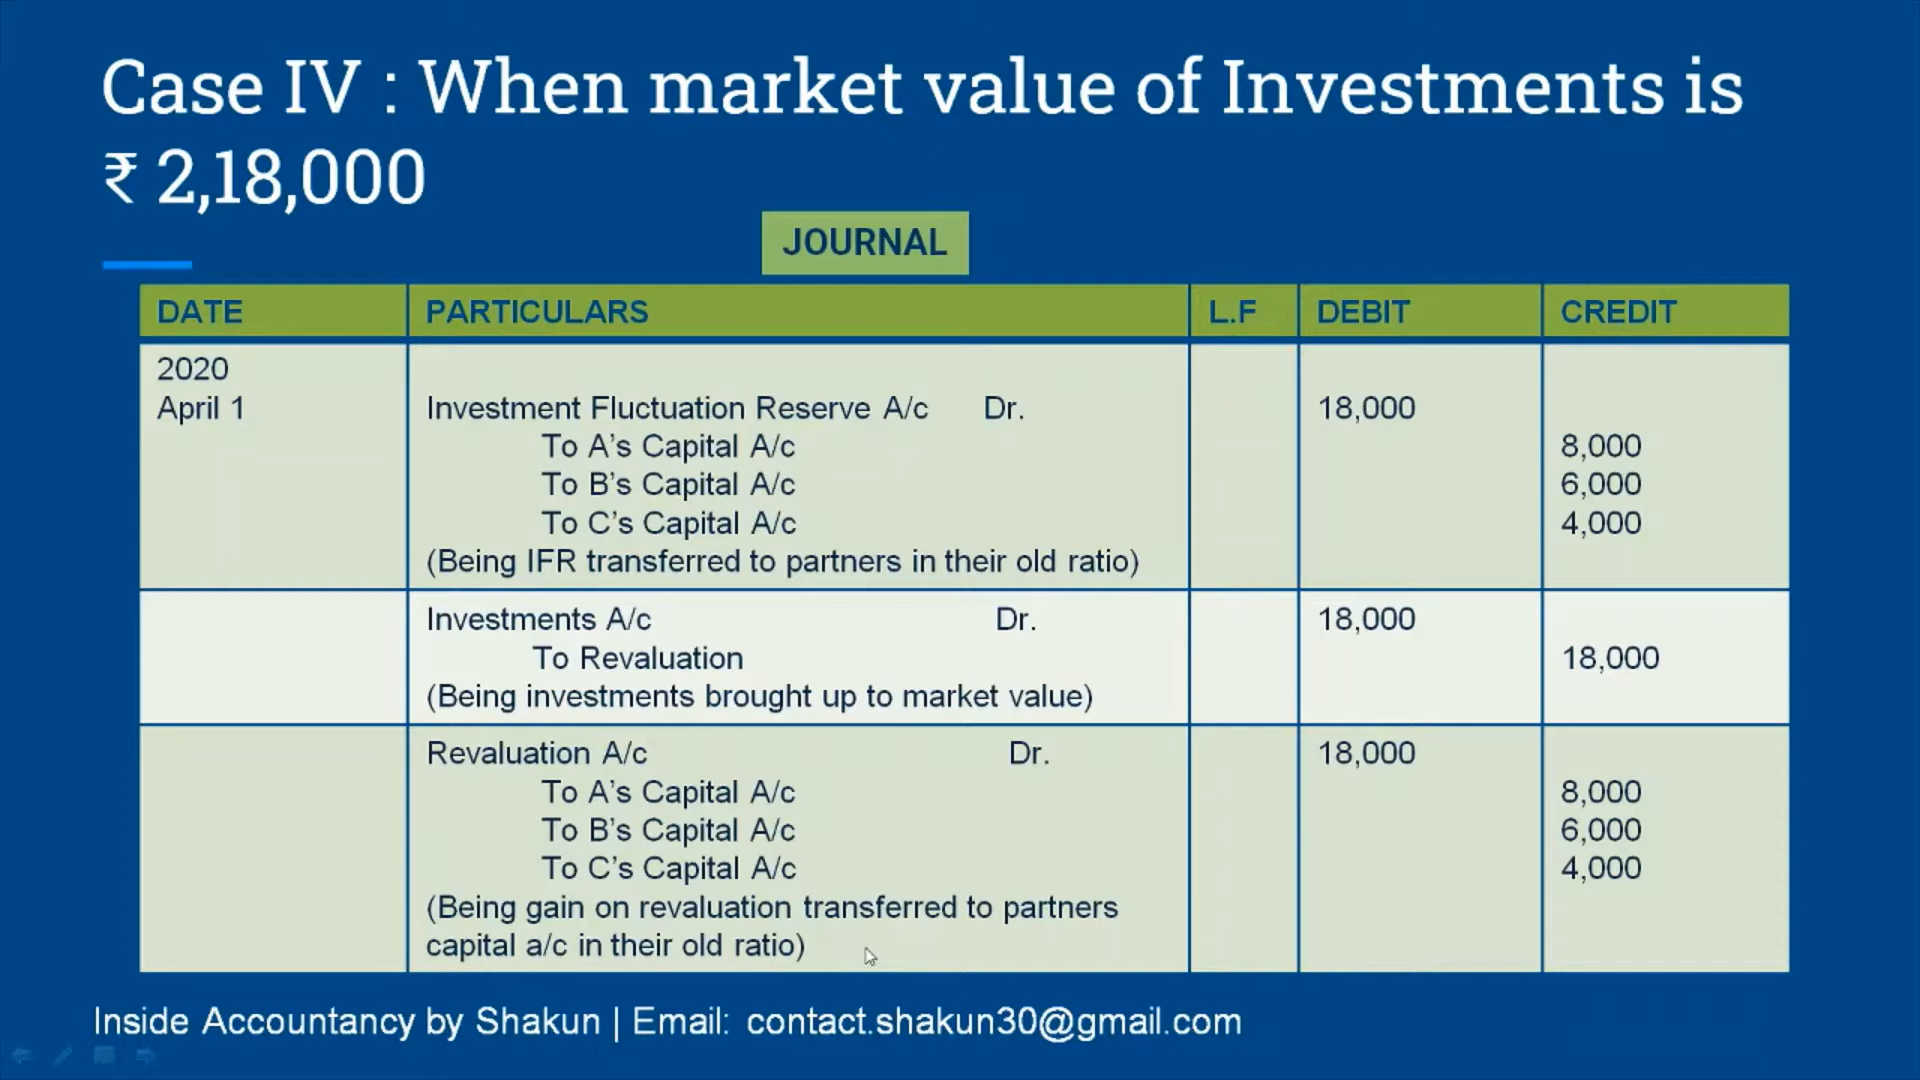 Case IV : When market value of Investments is
₹ 2,18,000
JOURNAL
DATE PARTICULARS L.F DEBIT CREDIT
2020
April 1 Investment Fluctuation Reserve A/c Dr. 18,000
To A's Capital A/c 8,000
To B's Capital A/c 6,000
To C's Capital A/c 4,000
(Being IFR transferred to partners in their old ratio)
Investments A/c Dr. 18,000
To Revaluation 18,000
(Being investments brought up to market value)
Revaluation A/c Dr. 18,000
To A's Capital A/c 8,000
To B's Capital A/c 6,000
To C's Capital A/c 4,000
(Being gain on revaluation transferred to partners
capital a/c in their old ratio)
Inside Accountancy by Shakun | Email: contact.shakun30@gmail.com